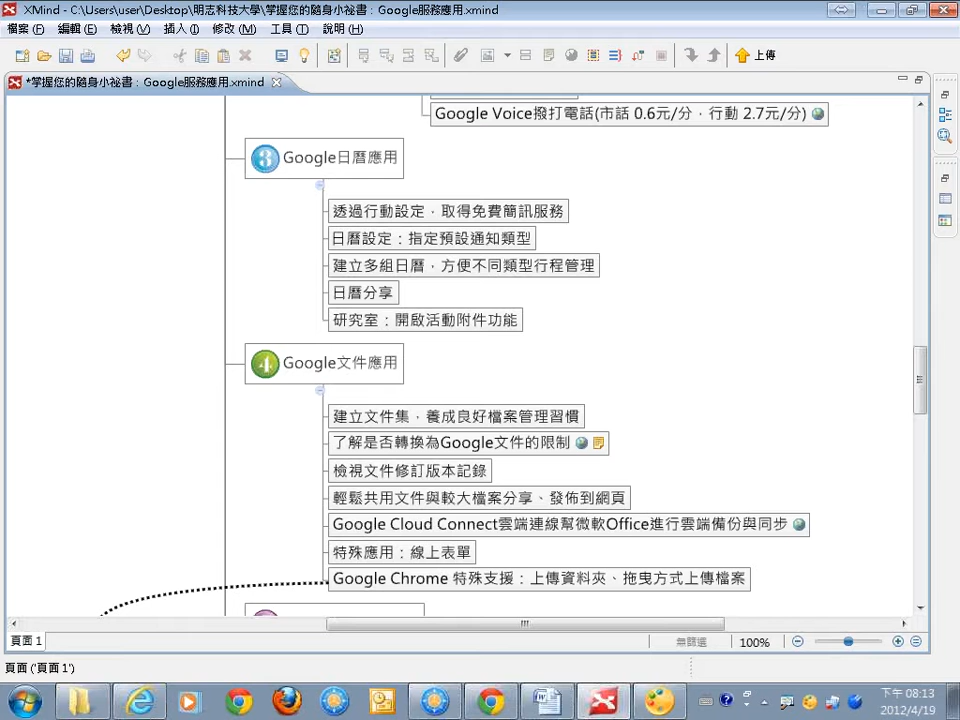 XMind - C:\Users\user\Desktop\明志科技大學\掌握您的隨身小祕書：Google服務應用.xmind
檔案 (F) 編輯 (E) 檢視 (V) 插入 (I) 修改 (M) 工具 (T) 說明 (H)
上傳
*掌握您的隨身小祕書：Google服務應用.xmind
Google Voice撥打電話(市話 0.6元/分，行動 2.7元/分)
3 Google日曆應用
透過行動設定，取得免費簡訊服務
日曆設定：指定預設通知類型
建立多組日曆，方便不同類型行程管理
日曆分享
研究室：開啟活動附件功能
4 Google文件應用
建立文件集，養成良好檔案管理習慣
了解是否轉換為Google文件的限制
檢視文件修訂版本記錄
輕鬆共用文件與較大檔案分享、發佈到網頁
Google Cloud Connect雲端連線幫微軟Office進行雲端備份與同步
特殊應用：線上表單
Google Chrome 特殊支援：上傳資料夾、拖曳方式上傳檔案
頁面 1
無篩選
100%
頁面 ('頁面 1')
下午 08:13
2012/4/19